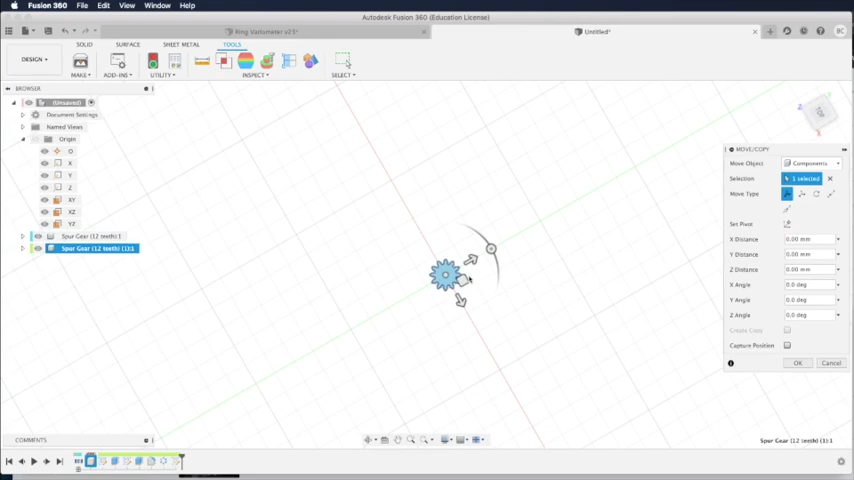 Fusion 360 File Edit View Window Help
Autodesk Fusion 360 (Education License)
Ring Variometer v23*
Untitled*
BC
SOLID SURFACE SHEET METAL TOOLS
DESIGN
MAKE ADD-INS UTILITY INSPECT SELECT
BROWSER
(Unsaved)
Document Settings
Named Views
Origin
O
X
Y
Z
XY
XZ
YZ
Spur Gear (12 teeth):1
Spur Gear (12 teeth) (1):1
TOP
Z
Y
X
MOVE/COPY
Move Object Components
Selection 1 selected
Move Type
Set Pivot
X Distance 0.00 mm
Y Distance 0.00 mm
Z Distance 0.00 mm
X Angle 0.0 deg
Y Angle 0.0 deg
Z Angle 0.0 deg
Create Copy
Capture Position
OK Cancel
COMMENTS
Spur Gear (12 teeth) (1):1